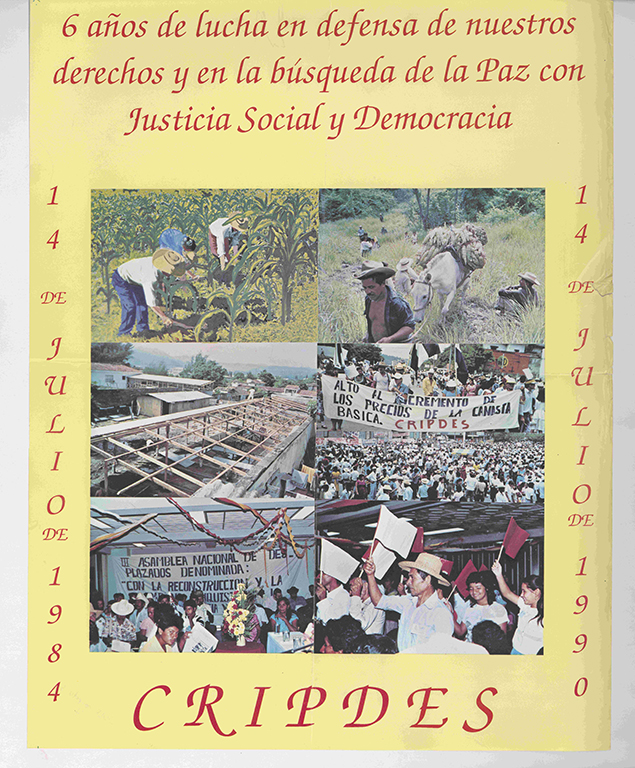 6 años de lucha en defensa de nuestros
derechos y en la búsqueda de la Paz con
Justicia Social y Democracia
14 DE JULIO DE 1984
14 DE JULIO DE 1990
ALTO AL INCREMENTO DE
LOS PRECIOS DE LA CANASTA
BASICA. CRIPDES
III ASAMBLEA NACIONAL DE DES-
PLAZADOS DENOMINADA:
"CON LA RECONSTRUCCION Y LA
CRIPDES